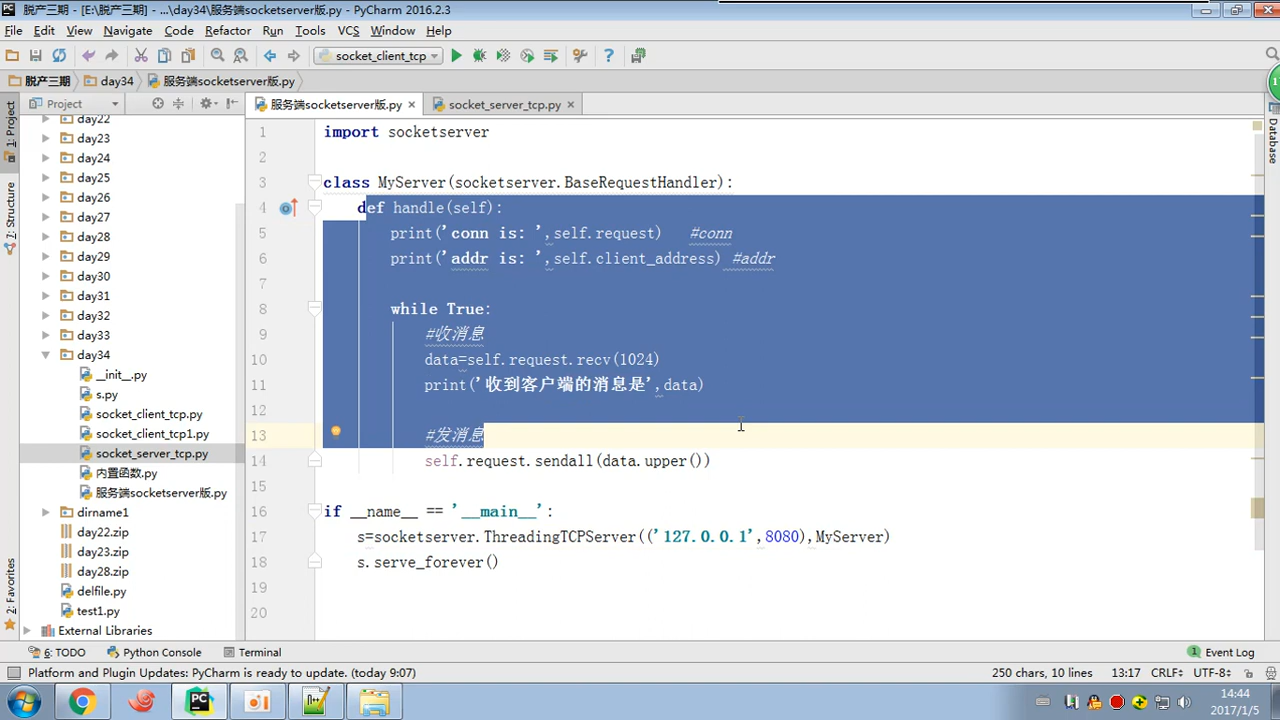 脱产三期 - [E:\脱产三期] - ...\day34\服务端socketserver版.py - PyCharm 2016.2.3
File Edit View Navigate Code Refactor Run Tools VCS Window Help
socket_client_tcp
脱产三期 day34 服务端socketserver版.py
Project
服务端socketserver版.py
socket_server_tcp.py
1: Project
7: Structure
2: Favorites
day22
day23
day24
day25
day26
day27
day28
day29
day30
day31
day32
day33
day34
__init__.py
s.py
socket_client_tcp.py
socket_client_tcp1.py
socket_server_tcp.py
内置函数.py
服务端socketserver版.py
dirname1
day22.zip
day23.zip
day28.zip
delfile.py
test1.py
External Libraries
1 import socketserver
2
3 class MyServer(socketserver.BaseRequestHandler):
4 def handle(self):
5 print('conn is: ',self.request) #conn
6 print('addr is: ',self.client_address) #addr
7
8 while True:
9 #收消息
10 data=self.request.recv(1024)
11 print('收到客户端的消息是',data)
12
13 #发消息
14 self.request.sendall(data.upper())
15
16 if __name__ == '__main__':
17 s=socketserver.ThreadingTCPServer(('127.0.0.1',8080),MyServer)
18 s.serve_forever()
19
20
Database
6: TODO Python Console Terminal 1 Event Log
Platform and Plugin Updates: PyCharm is ready to update. (today 9:07) 250 chars, 10 lines 13:17 CRLF UTF-8
14:44
2017/1/5